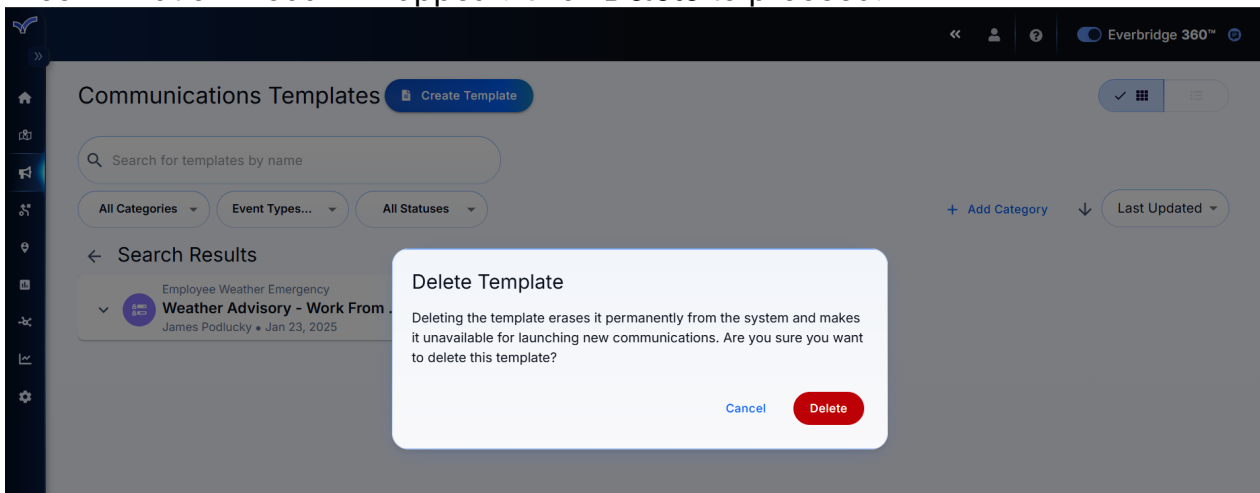 Everbridge 360™
Communications Templates
Create Template
Search for templates by name
All Categories
Event Types...
All Statuses
+ Add Category
Last Updated
Search Results
Employee Weather Emergency
Weather Advisory - Work From .
James Podlucky • Jan 23, 2025
Delete Template
Deleting the template erases it permanently from the system and makes
it unavailable for launching new communications. Are you sure you want
to delete this template?
Cancel
Delete